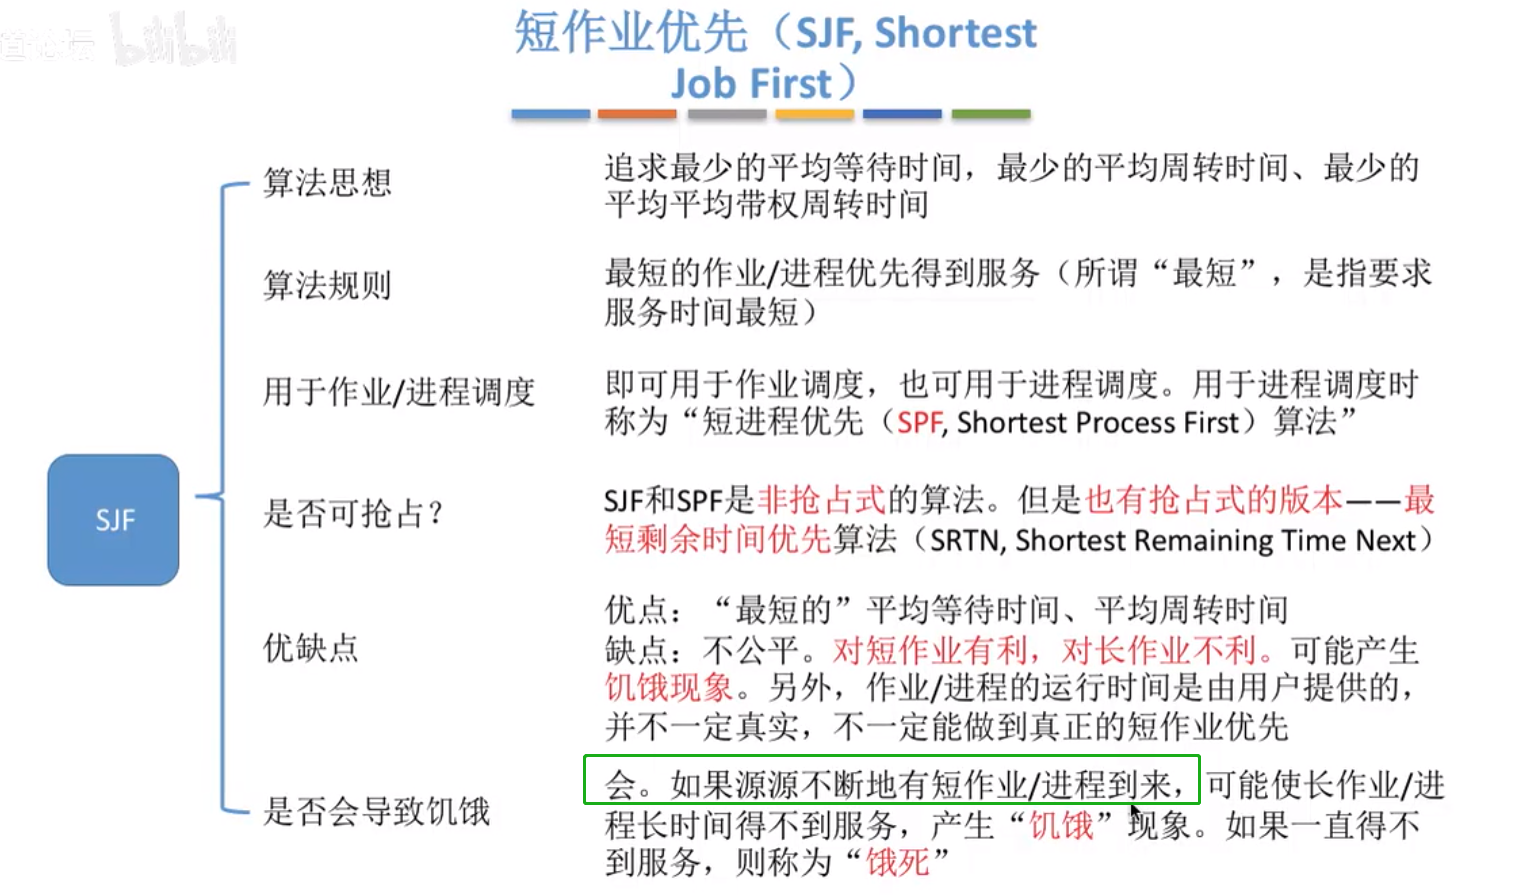 bilibili
短作业优先（SJF, Shortest
Job First）
算法思想
追求最少的平均等待时间，最少的平均周转时间、最少的
平均平均带权周转时间
算法规则
最短的作业/进程优先得到服务（所谓“最短”，是指要求
服务时间最短）
用于作业/进程调度
即可用于作业调度，也可用于进程调度。用于进程调度时
称为“短进程优先（SPF, Shortest Process First）算法”
SJF
是否可抢占？
SJF和SPF是非抢占式的算法。但是也有抢占式的版本——最
短剩余时间优先算法（SRTN, Shortest Remaining Time Next）
优缺点
优点：“最短的”平均等待时间、平均周转时间
缺点：不公平。对短作业有利，对长作业不利。可能产生
饥饿现象。另外，作业/进程的运行时间是由用户提供的，
并不一定真实，不一定能做到真正的短作业优先
是否会导致饥饿
会。如果源源不断地有短作业/进程到来，可能使长作业/进
程长时间得不到服务，产生“饥饿”现象。如果一直得不
到服务，则称为“饿死”